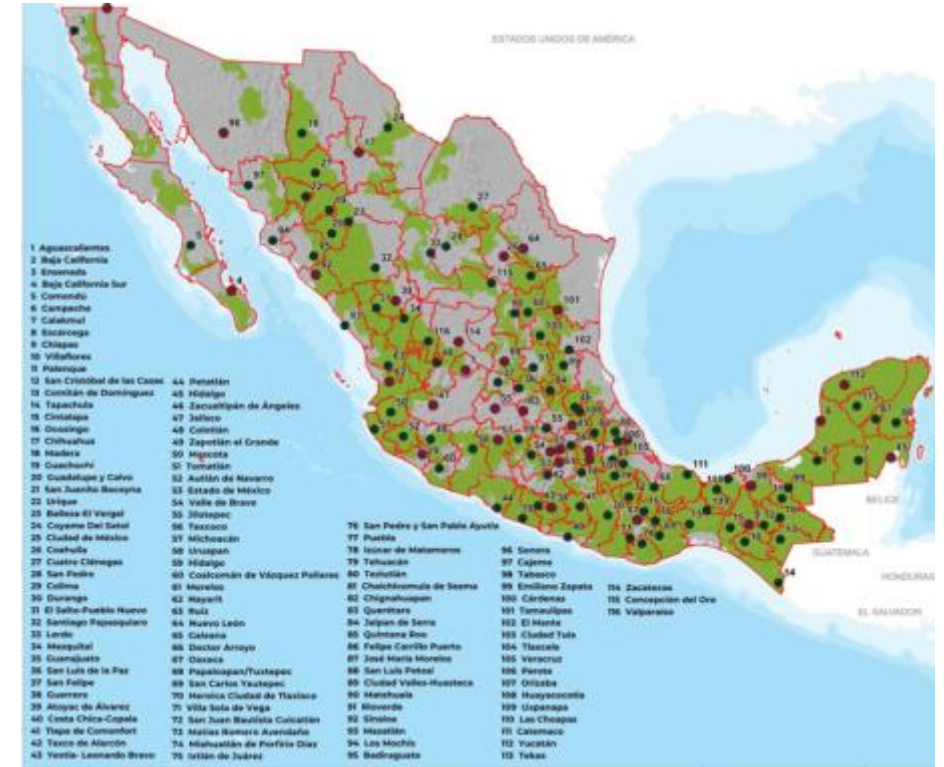 ESTADOS UNIDOS DE AMÉRICA
BELICE
GUATEMALA
HONDURAS
EL SALVADOR
1 Aguascalientes
2 Baja California
3 Ensenada
4 Baja California Sur
5 Comondú
6 Campeche
7 Calakmul
8 Escárcega
9 Chiapas
10 Villaflores
11 Palenque
12 San Cristóbal de las Casas
13 Comitán de Domínguez
14 Tapachula
15 Cintalapa
16 Ocosingo
17 Chihuahua
18 Madera
19 Guachochi
20 Guadalupe y Calvo
21 San Juanito Bocoyna
22 Urique
23 Balleza-El Vergel
24 Coyame Del Sotol
25 Ciudad de México
26 Coahuila
27 Cuatro Ciénegas
28 San Pedro
29 Colima
30 Durango
31 El Salto-Pueblo Nuevo
32 Santiago Papasquiaro
33 Lerdo
34 Mezquital
35 Guanajuato
36 San Luis de la Paz
37 San Felipe
38 Guerrero
39 Atoyac de Álvarez
40 Costa Chica-Copala
41 Tlapa de Comonfort
42 Taxco de Alarcón
43 Yextla- Leonardo Bravo
44 Petatlán
45 Hidalgo
46 Zacualtipán de Ángeles
47 Jalisco
48 Colotlán
49 Zapotlán el Grande
50 Mascota
51 Tomatlán
52 Autlán de Navarro
53 Estado de México
54 Valle de Bravo
55 Jilotepec
56 Texcoco
57 Michoacán
58 Uruapan
59 Hidalgo
60 Coalcomán de Vázquez Pallares
61 Morelos
62 Nayarit
63 Ruiz
64 Nuevo León
65 Galeana
66 Doctor Arroyo
67 Oaxaca
68 Papaloapan/Tuxtepec
69 San Carlos Yautepec
70 Heroica Ciudad de Tlaxiaco
71 Villa Sola de Vega
72 San Juan Bautista Cuicatlán
73 Matías Romero Avendaño
74 Miahuatlán de Porfirio Díaz
75 Ixtlán de Juárez
76 San Pedro y San Pablo Ayutla
77 Puebla
78 Izúcar de Matamoros
79 Tehuacán
80 Teziutlán
81 Chalchicomula de Sesma
82 Chignahuapan
83 Querétaro
84 Jalpan de Serra
85 Quintana Roo
86 Felipe Carrillo Puerto
87 José María Morelos
88 San Luis Potosí
89 Ciudad Valles-Huasteca
90 Matehuala
91 Rioverde
92 Sinaloa
93 Mazatlán
94 Los Mochis
95 Badiraguato
96 Sonora
97 Cajeme
98 Tabasco
99 Emiliano Zapata
100 Cárdenas
101 Tamaulipas
102 El Mante
103 Ciudad Tula
104 Tlaxcala
105 Veracruz
106 Perote
107 Orizaba
108 Huayacocotla
109 Uxpanapa
110 Las Choapas
111 Catemaco
112 Yucatán
113 Tekax
114 Zacatecas
115 Concepción del Oro
116 Valparaíso